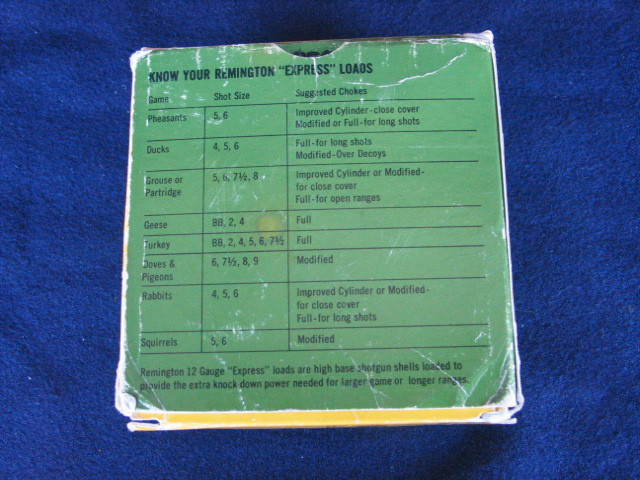 KNOW YOUR REMINGTON "EXPRESS" LOADS
Game Shot Size Suggested Chokes
Pheasants 5, 6 Improved Cylinder-close cover
Modified or Full-for long shots
Ducks 4, 5, 6 Full-for long shots
Modified-Over Decoys
Grouse or Partridge 5, 6, 7½, 8 Improved Cylinder or Modified-
for close cover
Full-for open ranges
Geese BB, 2, 4 Full
Turkey BB, 2, 4, 5, 6, 7½ Full
Doves & Pigeons 6, 7½, 8, 9 Modified
Rabbits 4, 5, 6 Improved Cylinder or Modified-
for close cover
Full-for long shots
Squirrels 5, 6 Modified
Remington 12 Gauge "Express" loads are high base shotgun shells loaded to
provide the extra knock down power needed for larger game or longer ranges.